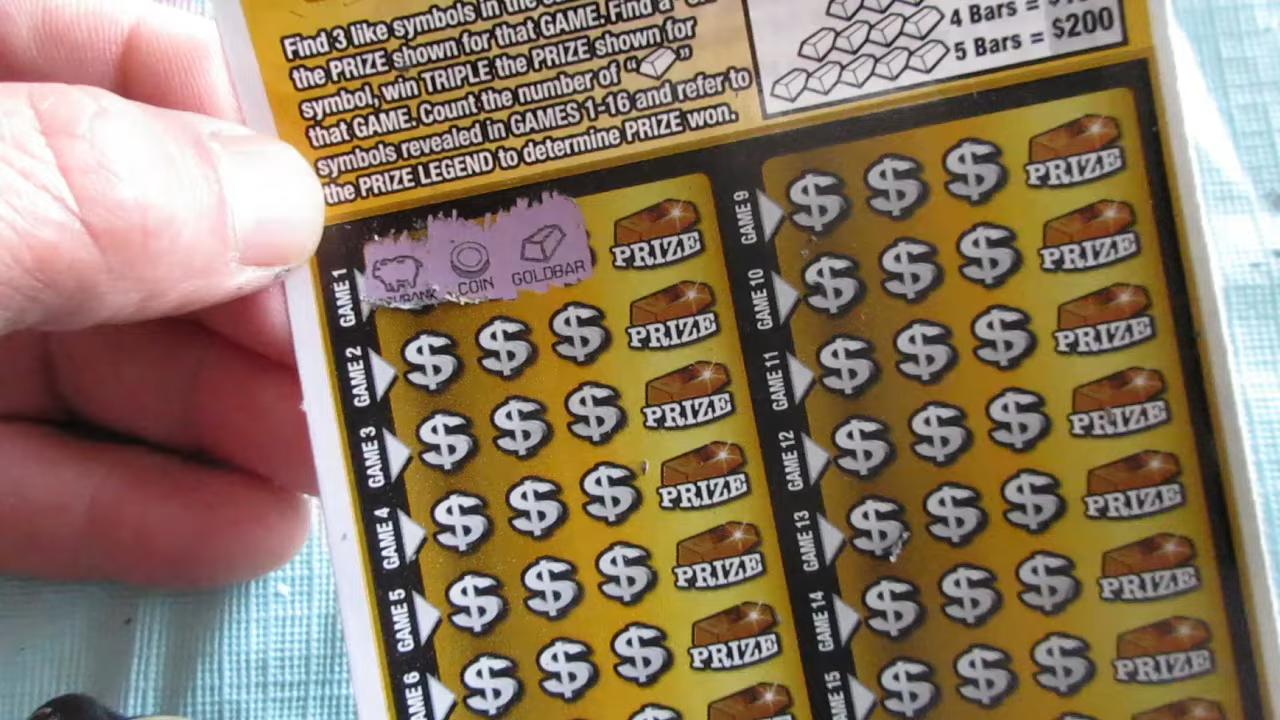 Find 3 like symbols in the
the PRIZE shown for that GAME. Find a "
symbol, win TRIPLE the PRIZE shown for
that GAME. Count the number of " "
symbols revealed in GAMES 1-16 and refer to
the PRIZE LEGEND to determine PRIZE won.
4 Bars =
5 Bars = $200
GAME 1
COIN
GOLDBAR
PRIZE
GAME 2
$ $ $
PRIZE
GAME 3
$ $ $
PRIZE
GAME 4
$ $ $
PRIZE
GAME 5
$ $ $
PRIZE
GAME 6
$ $ $
PRIZE
GAME 9
$ $ $
PRIZE
GAME 10
$ $ $
PRIZE
GAME 11
$ $ $
PRIZE
GAME 12
$ $ $
PRIZE
GAME 13
$ $ $
PRIZE
GAME 14
$ $ $
PRIZE
GAME 15
$ $ $
PRIZE